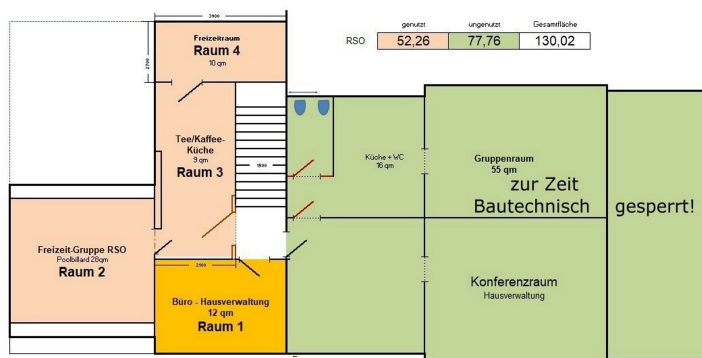 genutzt ungenutzt Gesamtfläche
RSO 52,26 77,76 130,02
Freizeitraum
Raum 4
10 qm
Tee/Kaffee-
Küche
9 qm
Raum 3
Küche + WC
16 qm
Gruppenraum
55 qm
zur Zeit
Bautechnisch gesperrt!
Freizeit-Gruppe RSO
Poolbillard 28qm
Raum 2
Büro - Hausverwaltung
12 qm
Raum 1
Konferenzraum
Hausverwaltung